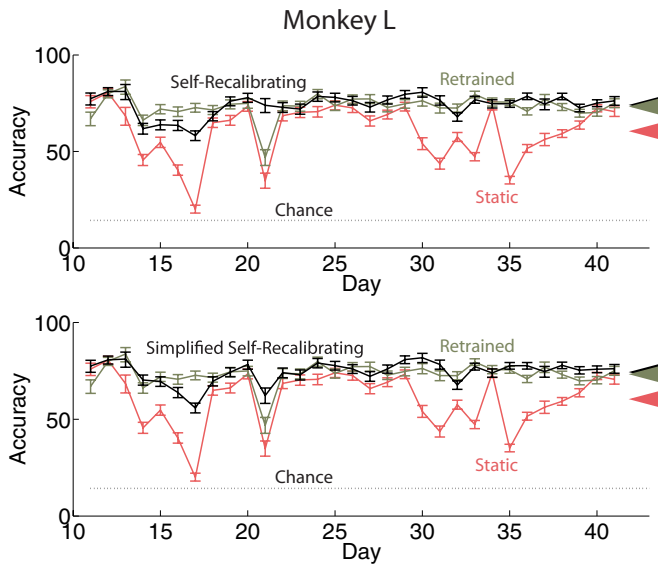 Monkey L
100
Self-Recalibrating
Retrained
Accuracy
50
Static
Chance
0
10 15 20 25 30 35 40
Day
100
Simplified Self-Recalibrating
Retrained
Accuracy
50
Static
Chance
0
10 15 20 25 30 35 40
Day